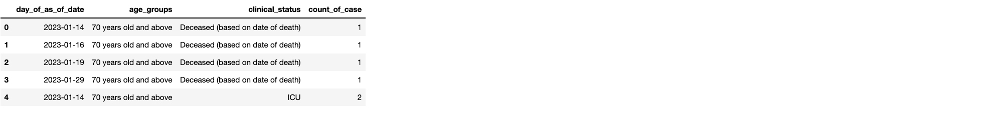 day_of_as_of_date age_groups clinical_status count_of_case
0 2023-01-14 70 years old and above Deceased (based on date of death) 1
1 2023-01-16 70 years old and above Deceased (based on date of death) 1
2 2023-01-19 70 years old and above Deceased (based on date of death) 1
3 2023-01-29 70 years old and above Deceased (based on date of death) 1
4 2023-01-14 70 years old and above ICU 2